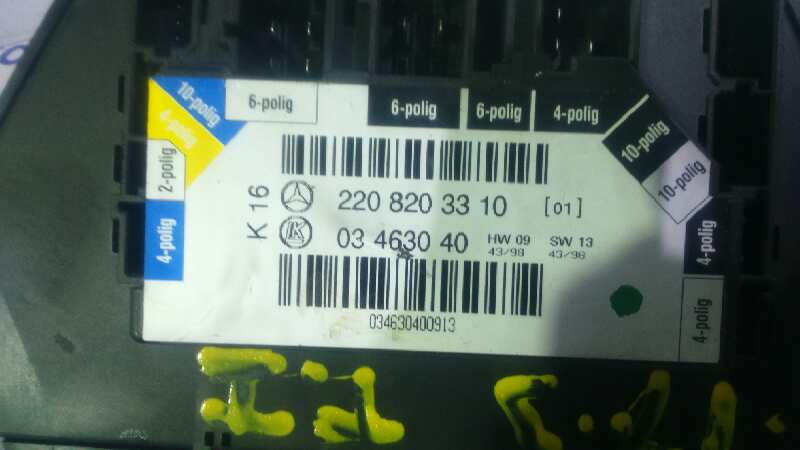 10-polig
4-polig
2-polig
4-polig
6-polig
6-polig
6-polig
4-polig
10-polig
10-polig
4-polig
4-polig
K 16
220 820 33 10 [01]
03 4630 40 HW 09 SW 13
43/98 43/98
034630400913